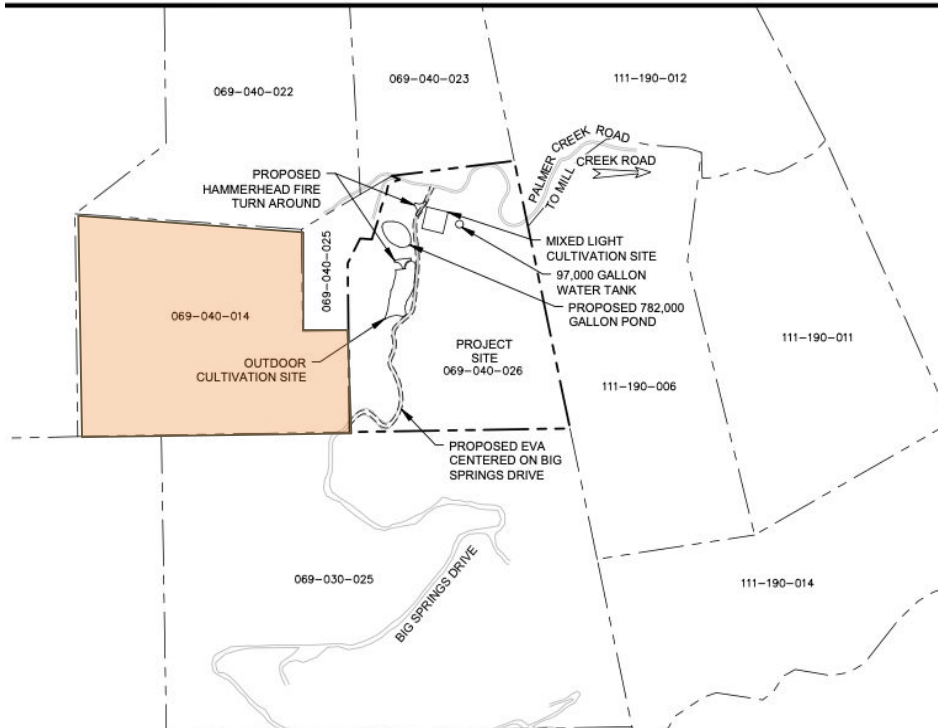 069-040-022
069-040-023
111-190-012
PALMER CREEK ROAD
TO MILL CREEK ROAD
PROPOSED
HAMMERHEAD FIRE
TURN AROUND
069-040-025
MIXED LIGHT
CULTIVATION SITE
97,000 GALLON
WATER TANK
PROPOSED 782,000
GALLON POND
069-040-014
OUTDOOR
CULTIVATION SITE
PROJECT
SITE
069-040-026
111-190-006
111-190-011
PROPOSED EVA
CENTERED ON BIG
SPRINGS DRIVE
069-030-025
BIG SPRINGS DRIVE
111-190-014